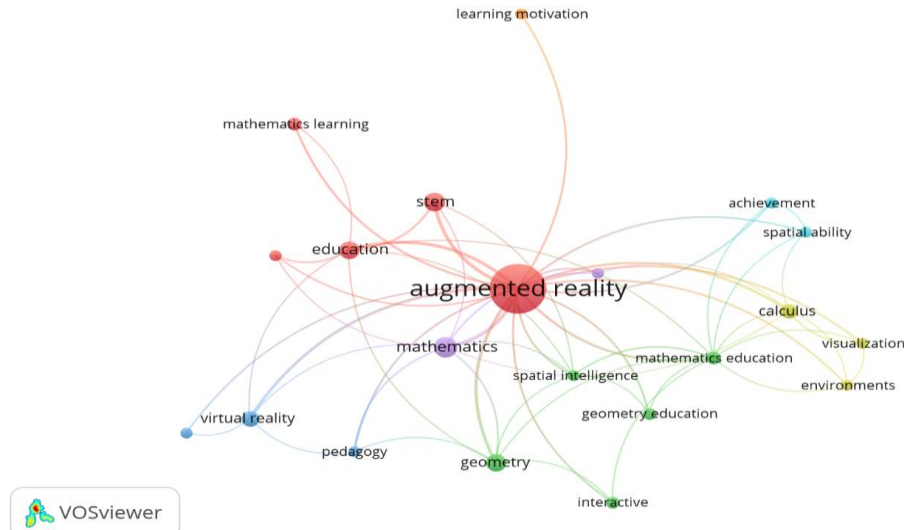 learning motivation
mathematics learning
stem
achievement
spatial ability
education
augmented reality
calculus
visualization
mathematics
mathematics education
spatial intelligence
environments
geometry education
virtual reality
pedagogy
geometry
interactive
VOSviewer